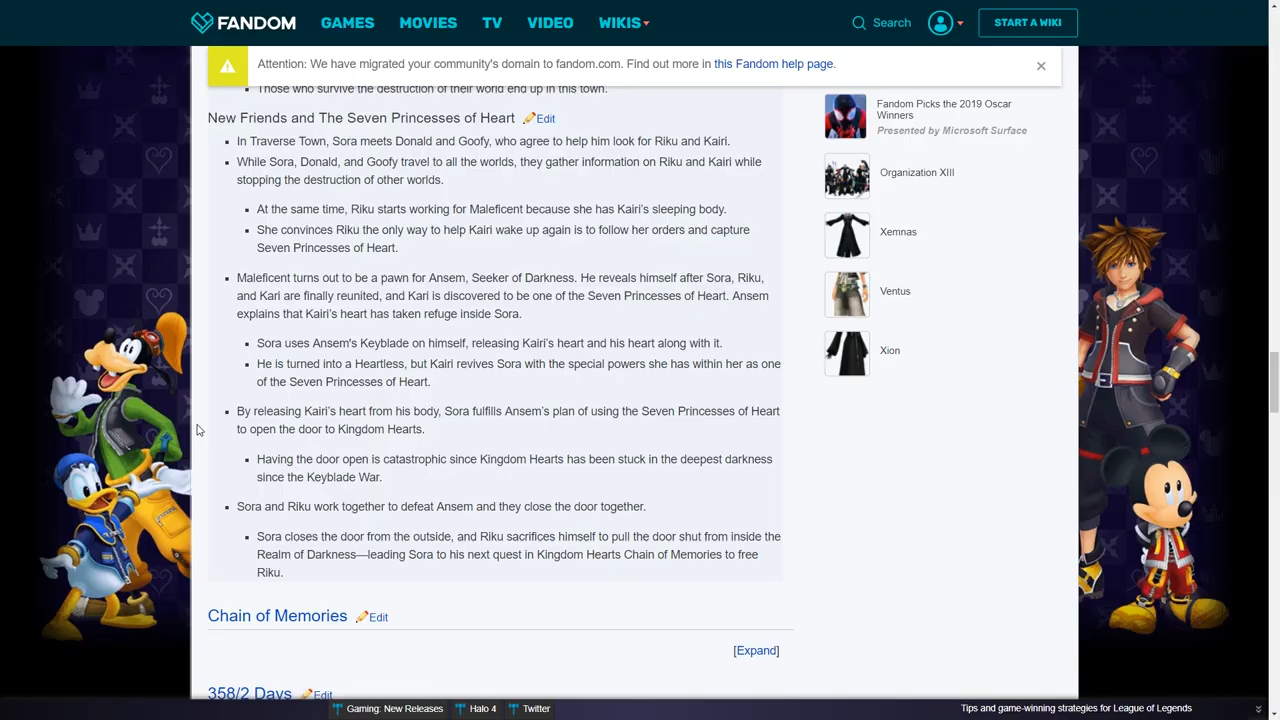 FANDOM GAMES MOVIES TV VIDEO WIKIS Search START A WIKI
Attention: We have migrated your community's domain to fandom.com. Find out more in this Fandom help page.
Those who survive the destruction of their world end up in this town.
New Friends and The Seven Princesses of Heart Edit
In Traverse Town, Sora meets Donald and Goofy, who agree to help him look for Riku and Kairi.
While Sora, Donald, and Goofy travel to all the worlds, they gather information on Riku and Kairi while
stopping the destruction of other worlds.
At the same time, Riku starts working for Maleficent because she has Kairi's sleeping body.
She convinces Riku the only way to help Kairi wake up again is to follow her orders and capture
Seven Princesses of Heart.
Maleficent turns out to be a pawn for Ansem, Seeker of Darkness. He reveals himself after Sora, Riku,
and Kari are finally reunited, and Kari is discovered to be one of the Seven Princesses of Heart. Ansem
explains that Kairi's heart has taken refuge inside Sora.
Sora uses Ansem's Keyblade on himself, releasing Kairi's heart and his heart along with it.
He is turned into a Heartless, but Kairi revives Sora with the special powers she has within her as one
of the Seven Princesses of Heart.
By releasing Kairi's heart from his body, Sora fulfills Ansem's plan of using the Seven Princesses of Heart
to open the door to Kingdom Hearts.
Having the door open is catastrophic since Kingdom Hearts has been stuck in the deepest darkness
since the Keyblade War.
Sora and Riku work together to defeat Ansem and they close the door together.
Sora closes the door from the outside, and Riku sacrifices himself to pull the door shut from inside the
Realm of Darkness—leading Sora to his next quest in Kingdom Hearts Chain of Memories to free
Riku.
Chain of Memories Edit
[Expand]
358/2 Days Edit
Fandom Picks the 2019 Oscar
Winners
Presented by Microsoft Surface
Organization XIII
Xemnas
Ventus
Xion
Gaming: New Releases Halo 4 Twitter Tips and game-winning strategies for League of Legends